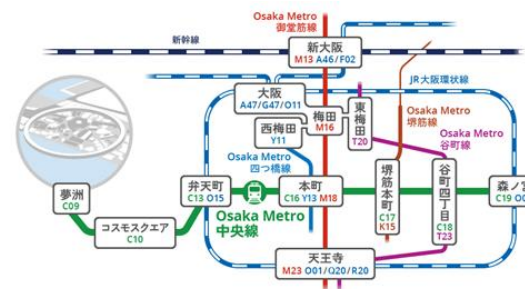 Osaka Metro
御堂筋線
新幹線
新大阪
M13 A46/F02
JR大阪環状線
大阪
A47/G47/O11
梅田
M16
東梅田
T20
西梅田
Y11
Osaka Metro
堺筋線
Osaka Metro
谷町線
Osaka Metro
四つ橋線
夢洲
C09
コスモスクエア
C10
弁天町
C13 O15
Osaka Metro
中央線
本町
C16 Y13 M18
堺筋本町
C17
K15
谷町四丁目
C18
T23
森ノ
C19
天王寺
M23 O01/Q20/R20